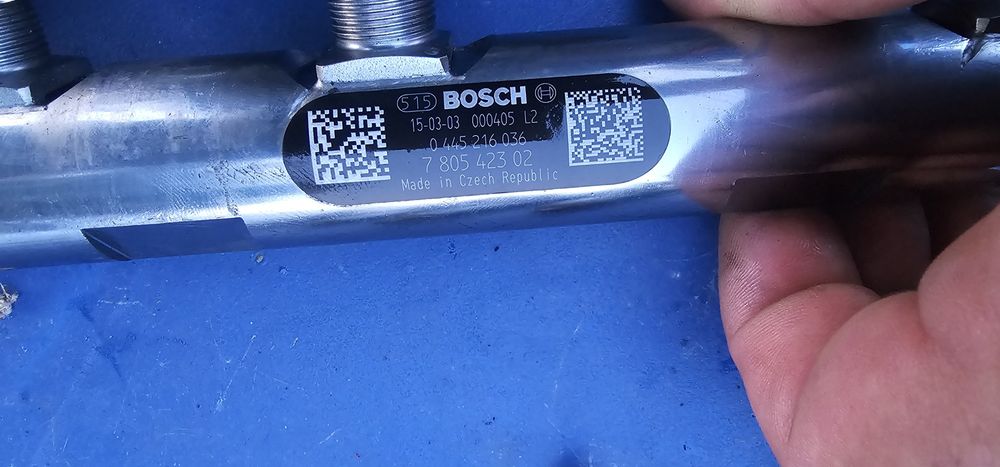 515 BOSCH
15-03-03 000405 L2
0 445 216 036
7 805 423 02
Made in Czech Republic